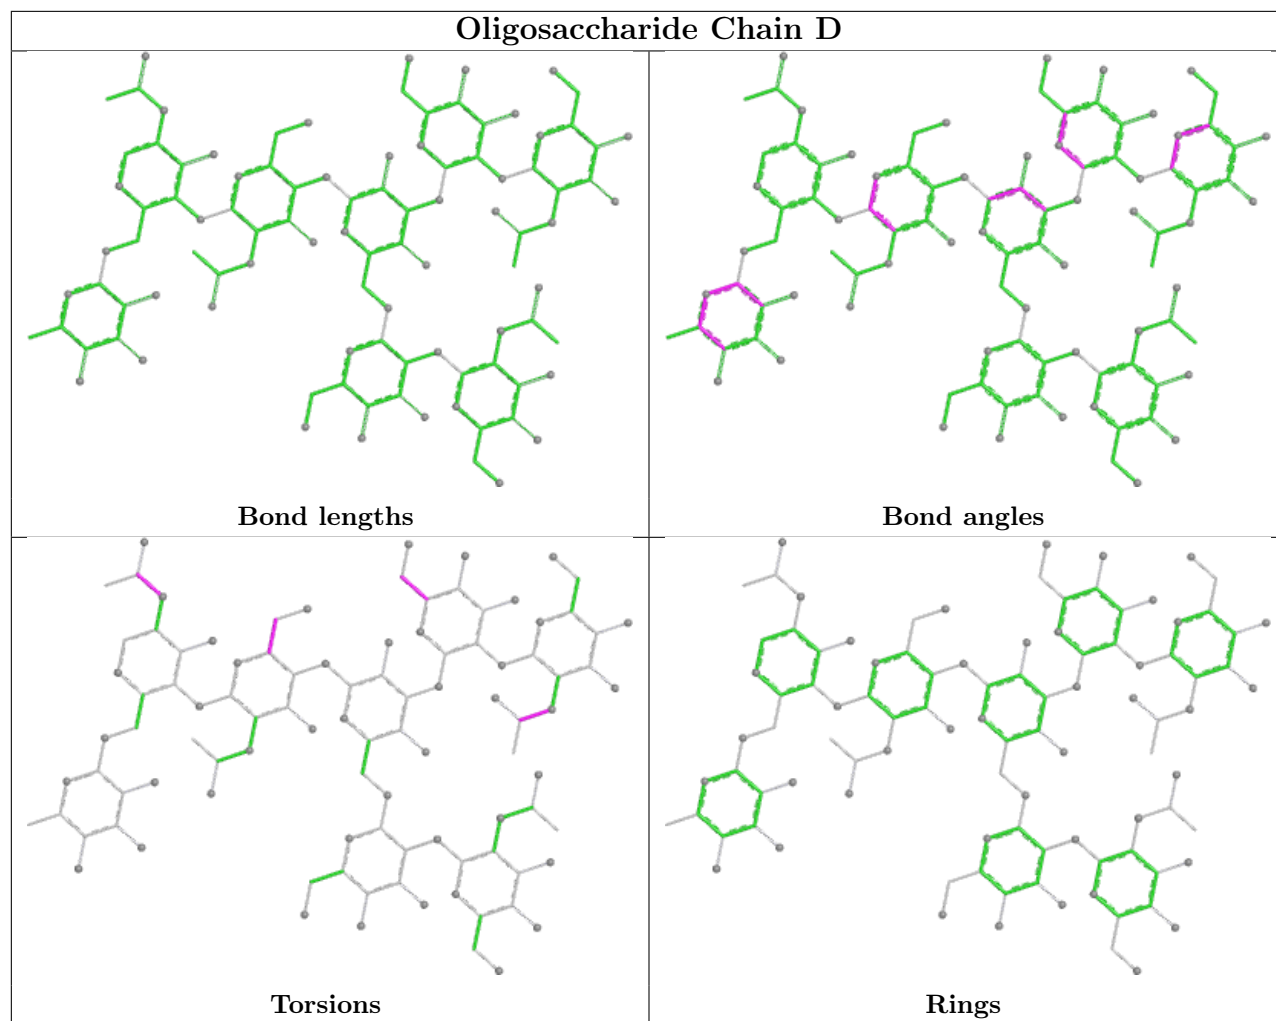 Oligosaccharide Chain D
Bond lengths
Bond angles
Torsions
Rings